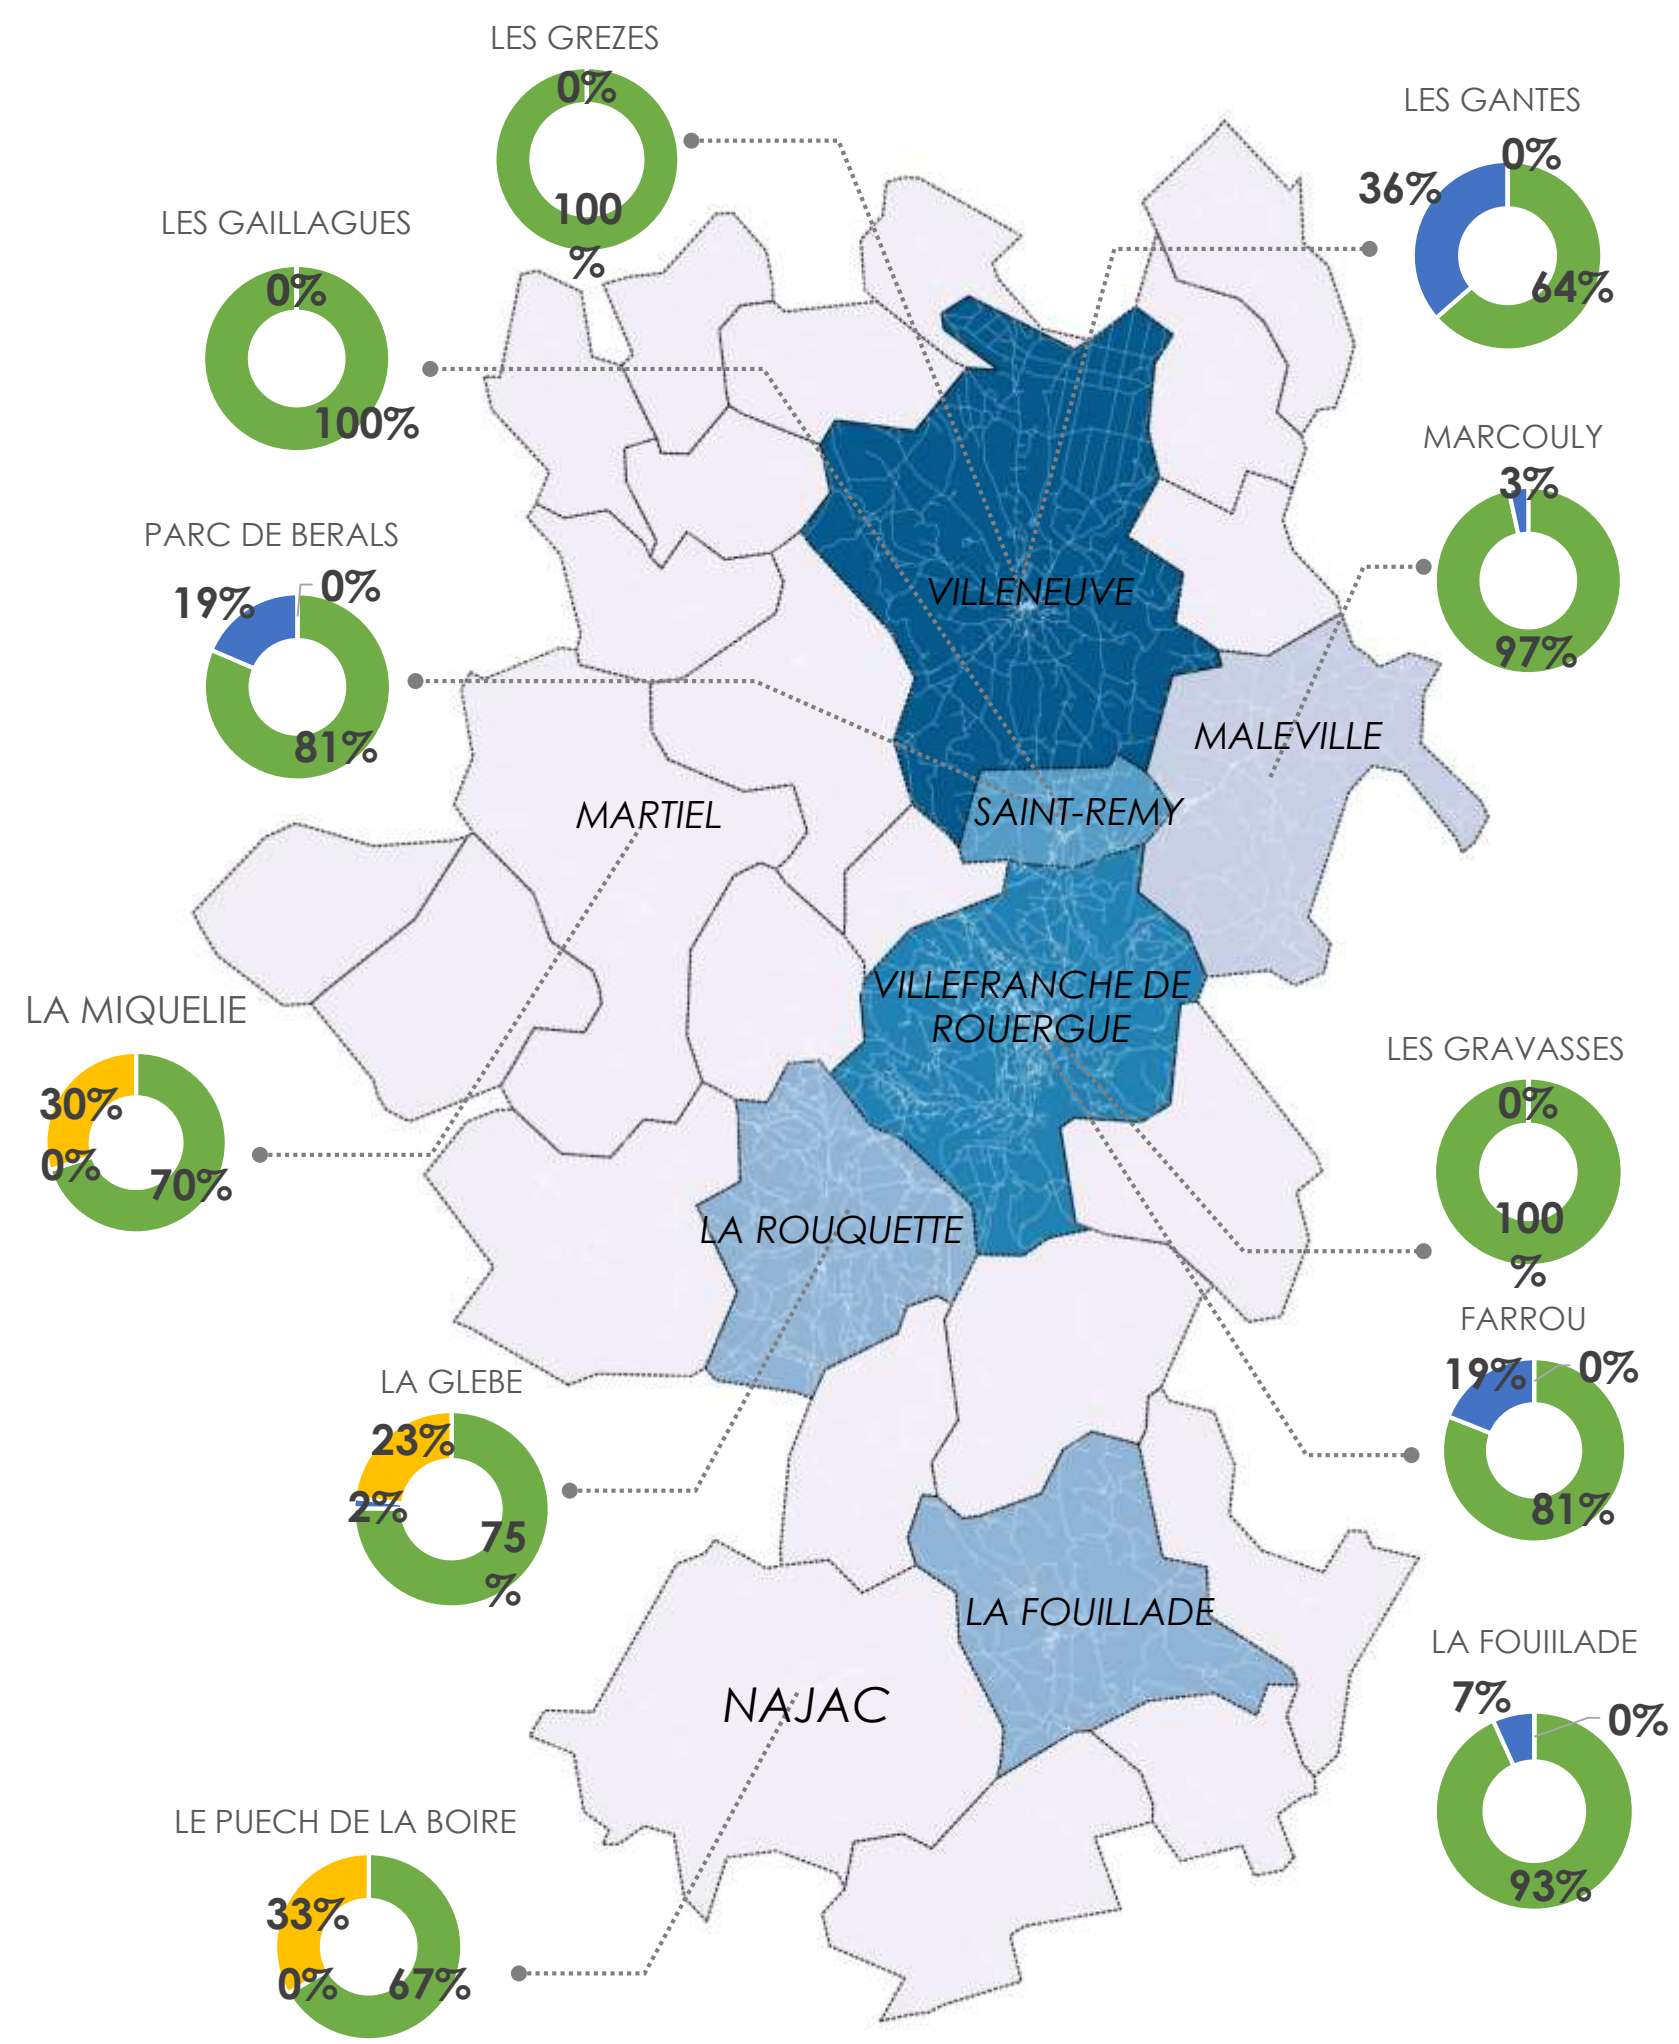 LES GREZES
0%
100
%
LES GANTES
0%
36%
64%
LES GAILLAGUES
0%
100%
MARCOULY
3%
97%
PARC DE BERALS
19%
0%
81%
VILLENEUVE
MALEVILLE
MARTIEL
SAINT-REMY
VILLEFRANCHE DE
ROUERGUE
LA MIQUELIE
30%
0%
70%
LES GRAVASSES
0%
100
%
LA ROUQUETTE
FARROU
19%
0%
81%
LA GLEBE
23%
2%
75
%
LA FOUILLADE
LA FOUIILADE
7%
0%
93%
NAJAC
LE PUECH DE LA BOIRE
33%
0%
67%